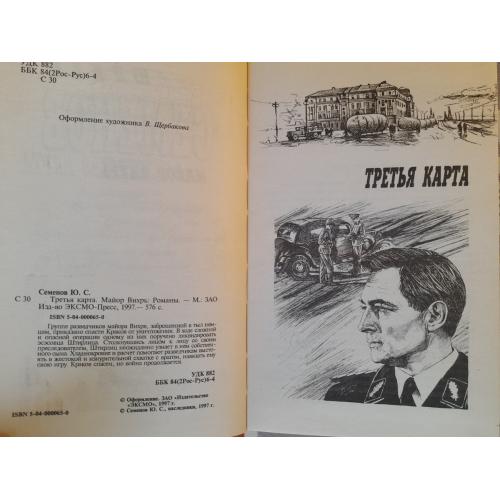 УДК 882
ББК 84(2Рос-Рус)6-4
С 30
Оформление художника В. Щербакова
Семенов Ю. С.
С 30 Третья карта. Майор Вихрь: Романы. — М.: ЗАО
Изд-во ЭКСМО-Пресс, 1997.— 576 с.
ISBN 5-04-000065-0
Группе разведчиков майора Вихря, заброшенной в тыл немцам,
приказано спасти Краков от уничтожения. В ходе сложной
и опасной операции одному из них поручено ликвидировать
эсэсовца Штирлица. Столкнувшись лицом к лицу со своим
преследователем, Штирлиц неожиданно узнает в нем собственного
сына. Хладнокровие и расчет помогают разведчикам выстоять
в жестокой и изнурительной схватке с врагом, навязать ему
свою игру. Краков спасен, но война продолжается.
УДК 882
ББК 84(2Рос-Рус)6-4
© Оформление. ЗАО «Издательство
«ЭКСМО», 1997 г.
© Семенов Ю. С., наследники, 1997 г.
ISBN 5-04-000065-0
ТРЕТЬЯ КАРТА